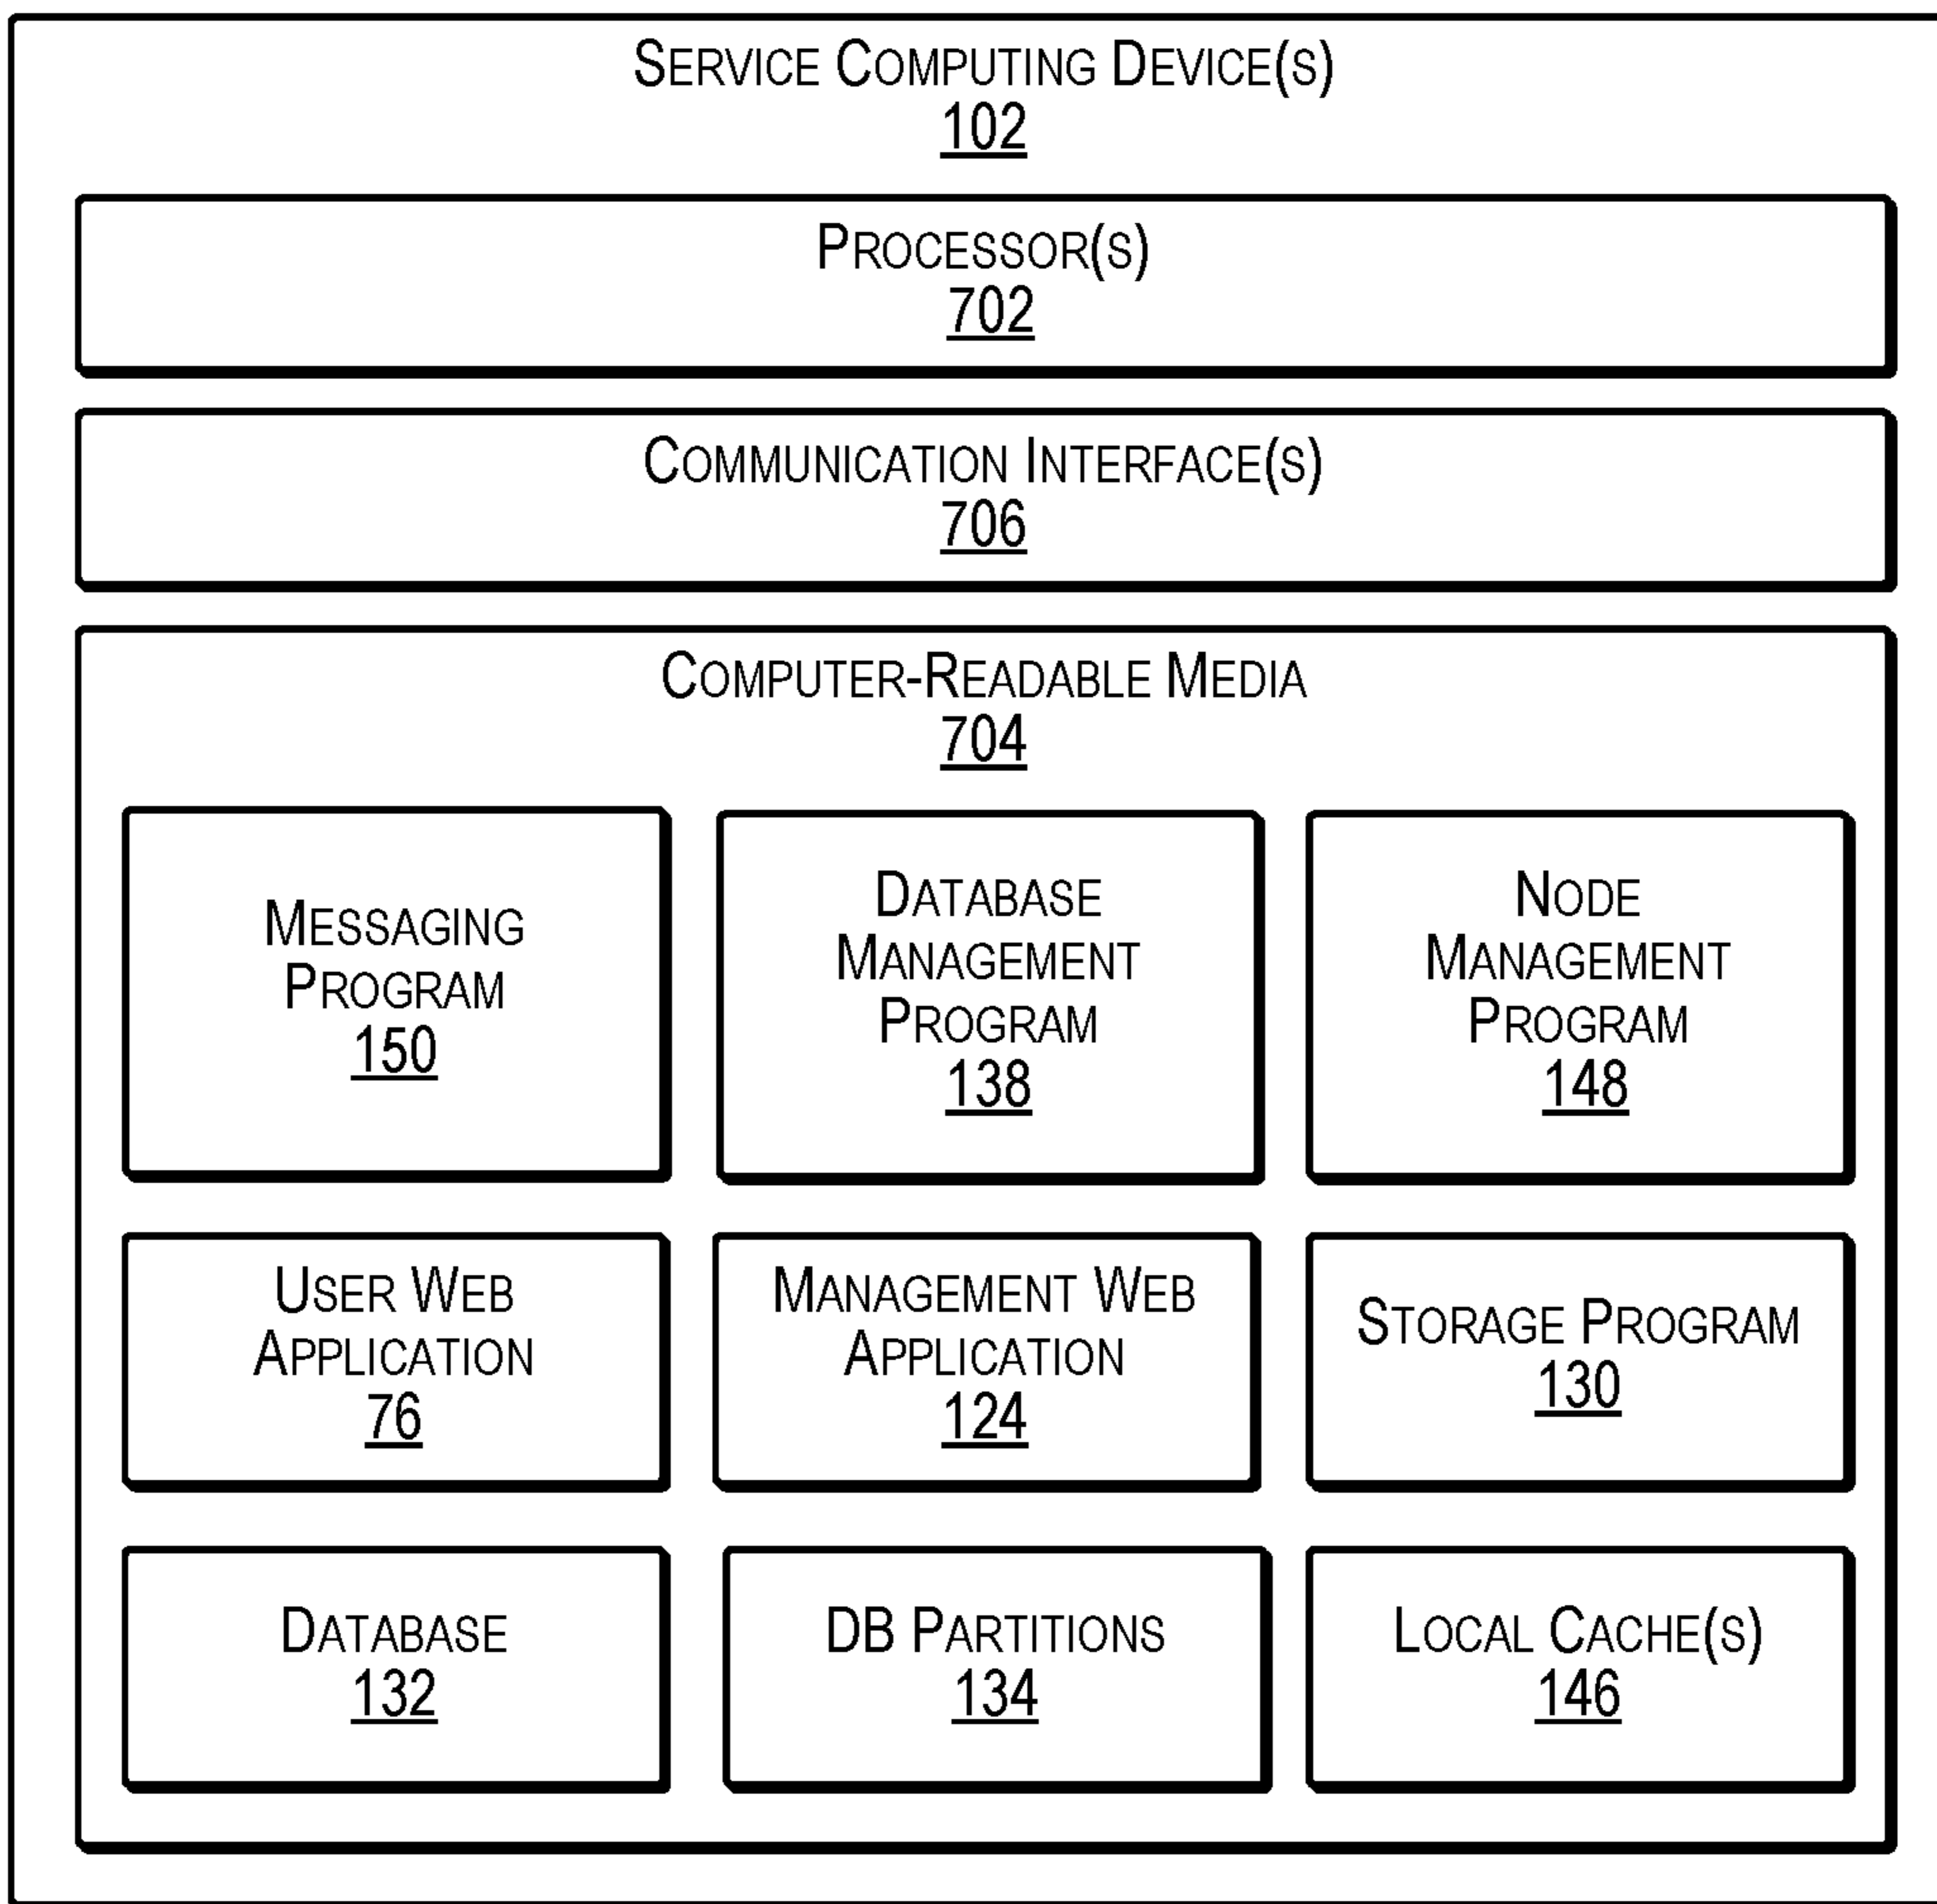 SERVICE COMPUTING DEVICE(S)
102
PROCESSOR(S)
702
COMMUNICATION INTERFACE(S)
706
COMPUTER-READABLE MEDIA
704
MESSAGING
PROGRAM
150
DATABASE
MANAGEMENT
PROGRAM
138
NODE
MANAGEMENT
PROGRAM
148
USER WEB
APPLICATION
76
MANAGEMENT WEB
APPLICATION
124
STORAGE PROGRAM
130
DATABASE
132
DB PARTITIONS
134
LOCAL CACHE(S)
146